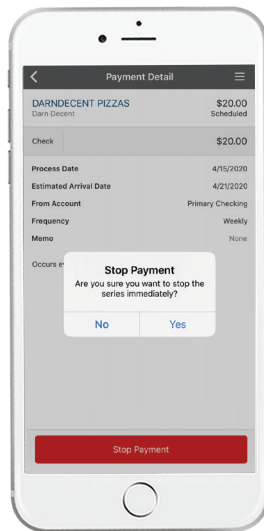 Payment Detail
DARNDECENT PIZZAS $20.00
Darn Decent Scheduled
Check $20.00
Process Date 4/15/2020
Estimated Arrival Date 4/21/2020
From Account Primary Checking
Frequency Weekly
Memo None
Occurs
Stop Payment
Are you sure you want to stop the
series immediately?
No Yes
Stop Payment